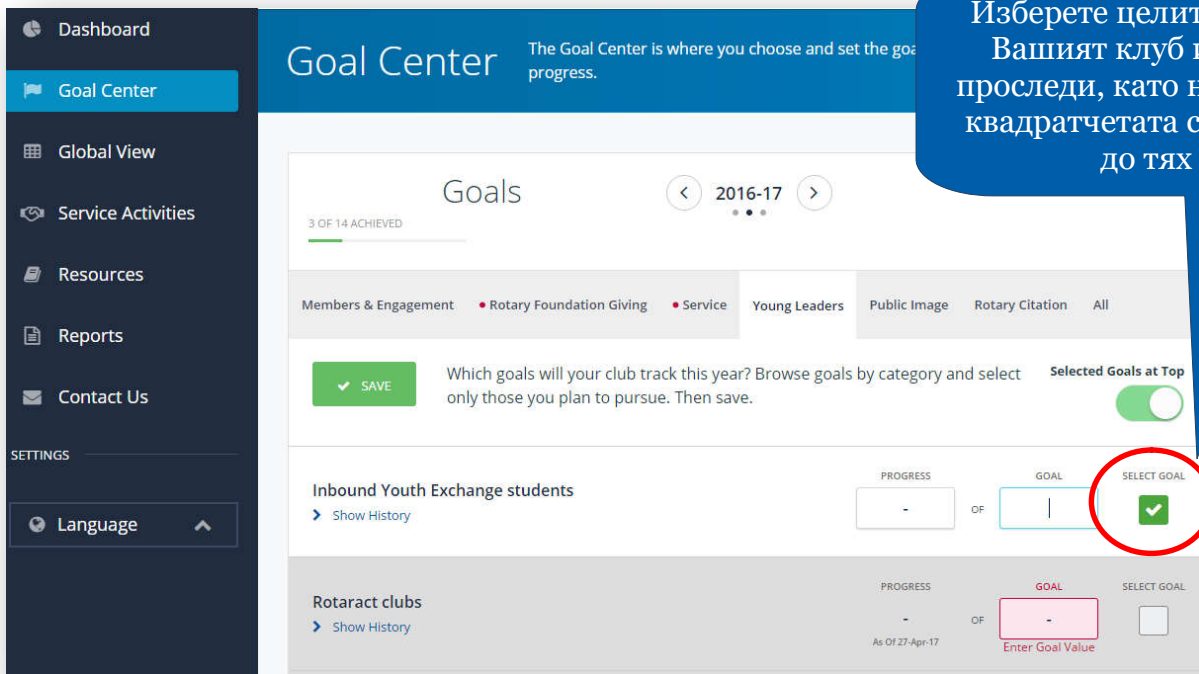 Dashboard
Goal Center
Global View
Service Activities
Resources
Reports
Contact Us
SETTINGS
Language
Goal Center
The Goal Center is where you choose and set the goa
progress.
Изберете целит
Вашият клуб
проследи, като н
квадратчетата с
до тях
Goals
3 OF 14 ACHIEVED
2016-17
Members & Engagement • Rotary Foundation Giving • Service Young Leaders Public Image Rotary Citation All
SAVE
Which goals will your club track this year? Browse goals by category and select
only those you plan to pursue. Then save.
Selected Goals at Top
Inbound Youth Exchange students
Show History
PROGRESS GOAL SELECT GOAL
- OF
Rotaract clubs
Show History
PROGRESS GOAL SELECT GOAL
- OF -
As Of 27-Apr-17
Enter Goal Value